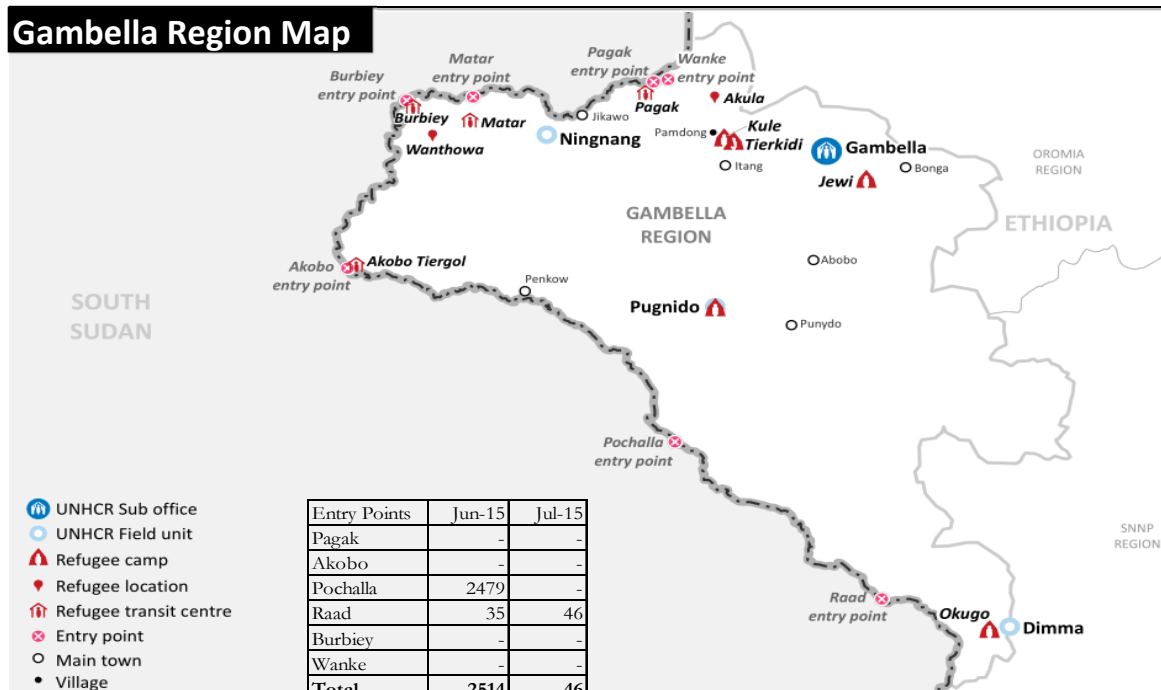 Gambella Region Map
Pagak
entry point
Wanke
entry point
Matar
entry point
Burbiey
entry point
Burbiey
Matar
Wanthowa
Jikawo
Ningnang
Pagak
Akula
Pamdong
Kule
Tierkidi
Itang
Gambella
Jewi
Bonga
OROMIA
REGION
GAMBELLA
REGION
ETHIOPIA
Akobo
entry point
Akobo Tiergol
Penkow
Abobo
SOUTH
SUDAN
Pugnido
Punydo
Pochalla
entry point
SNNP
REGION
Raad
entry point
Okugo
Dimma
UNHCR Sub office
UNHCR Field unit
Refugee camp
Refugee location
Refugee transit centre
Entry point
Main town
Village
Entry Points Jun-15 Jul-15
Pagak - -
Akobo - -
Pochalla 2479 -
Raad 35 46
Burbiey - -
Wanke - -
Total 2514 46